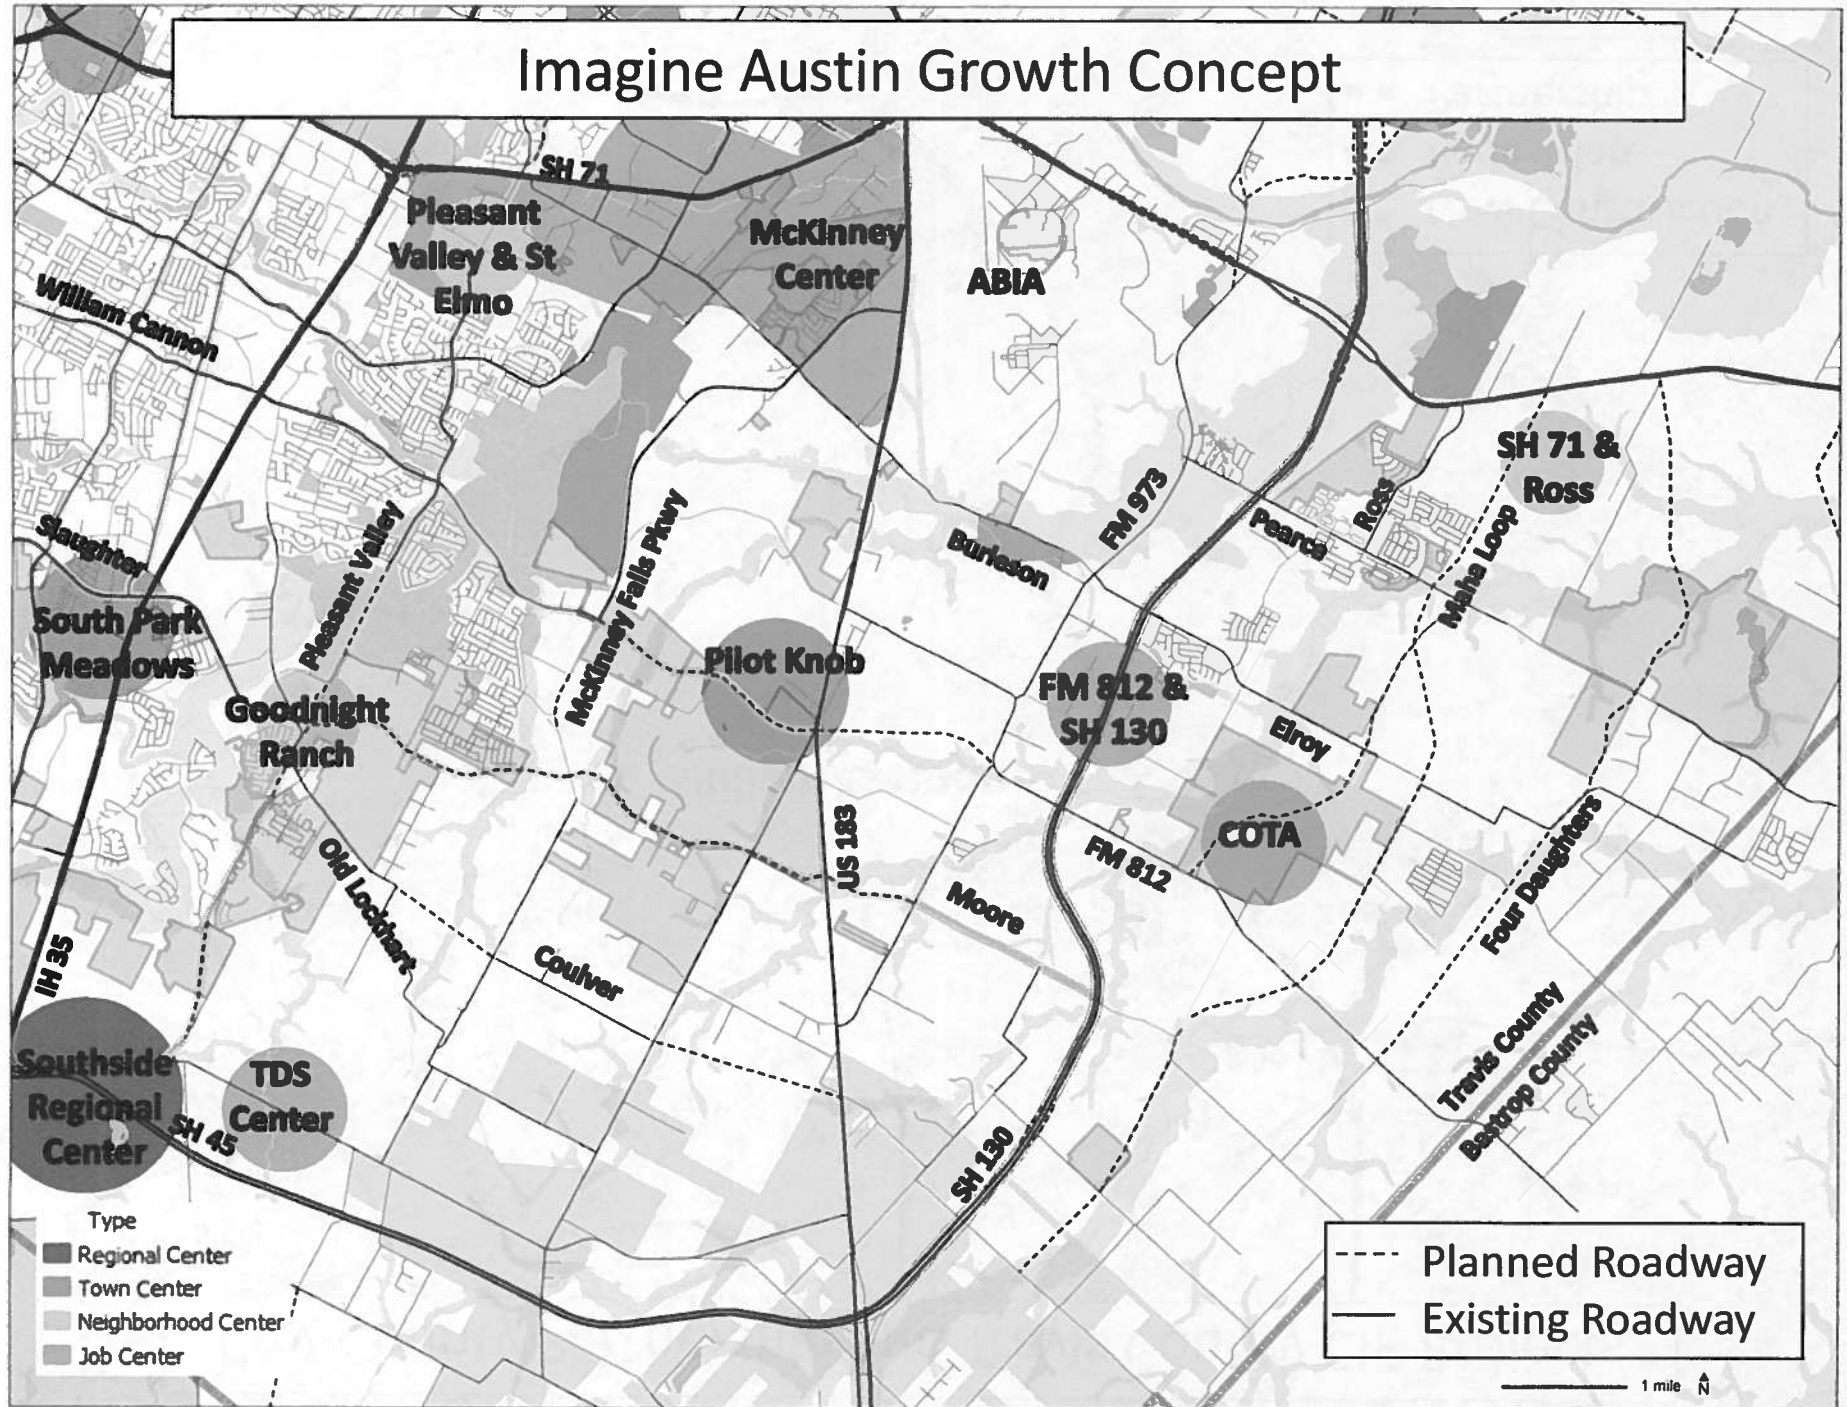 Imagine Austin Growth Concept
SH 71
Pleasant
Valley & St
Elmo
McKinney
Center
ABIA
William Cannon
SH 71 &
Ross
FM 973
Ross
Pearce
Burleson
Maha Loop
Slaughter
Pleasant Valley
McKinney Falls Pkwy
South Park
Meadows
Pilot Knob
Goodnight
Ranch
FM 812 &
SH 130
Elroy
COTA
US 183
FM 812
Four Daughters
Old Lockhart
Moore
Coulver
IH 35
Travis County
Bastrop County
Southside
Regional
Center
TDS
Center
SH 45
SH 130
Type
Regional Center
Town Center
Neighborhood Center
Job Center
Planned Roadway
Existing Roadway
1 mile
N